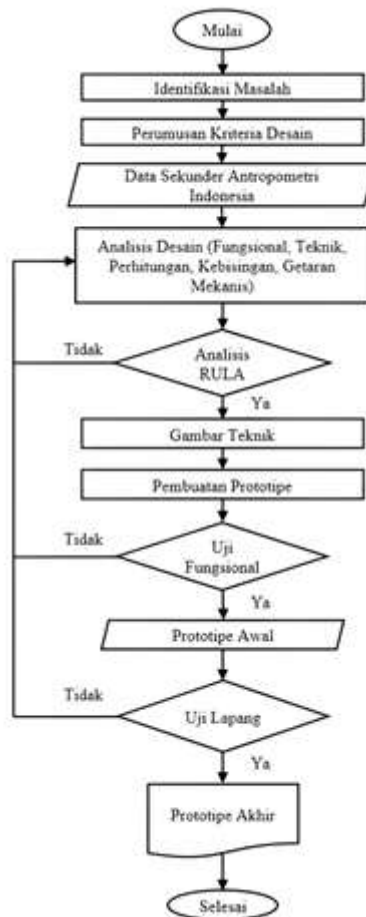 Mulai
Identifikasi Masalah
Perumusan Kriteria Desain
Data Sekunder Antropometri
Indonesia
Analisis Desain (Fungsional, Teknik,
Perhitungan, Kebisingan, Getaran
Mekanis)
Tidak
Analisis
RULA
Ya
Gambar Teknik
Pembuatan Prototipe
Tidak
Uji
Fungsional
Ya
Prototipe Awal
Tidak
Uji Lapang
Ya
Prototipe Akhir
Selesai